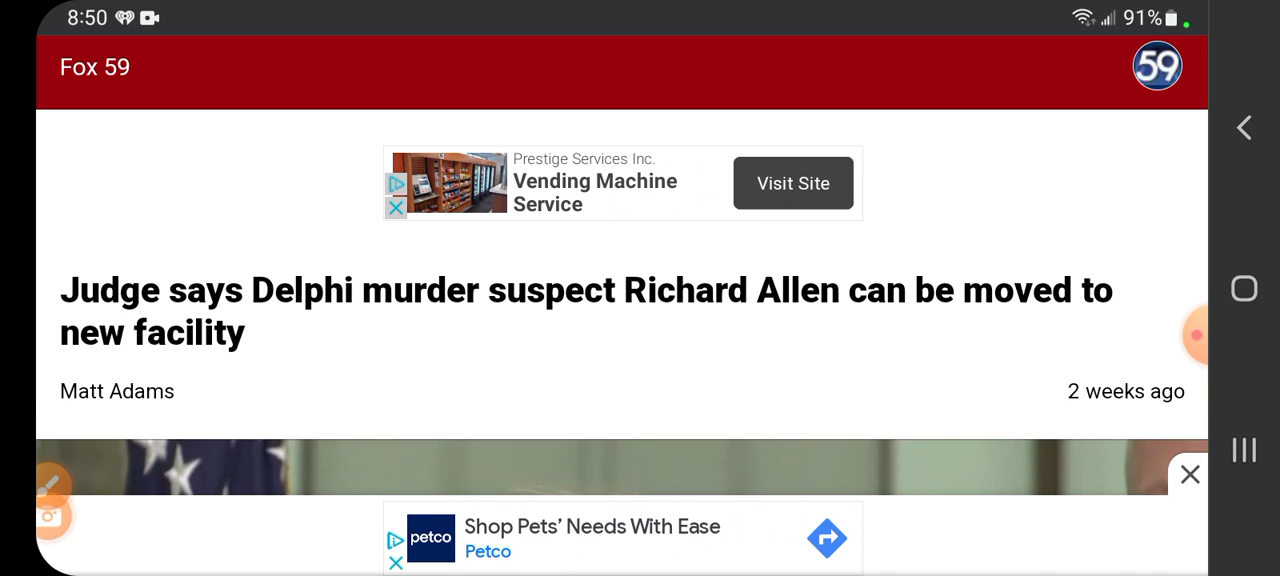 8:50 91%
Fox 59
59
Prestige Services Inc.
Vending Machine
Service
Visit Site
Judge says Delphi murder suspect Richard Allen can be moved to
new facility
Matt Adams 2 weeks ago
petco
Shop Pets’ Needs With Ease
Petco